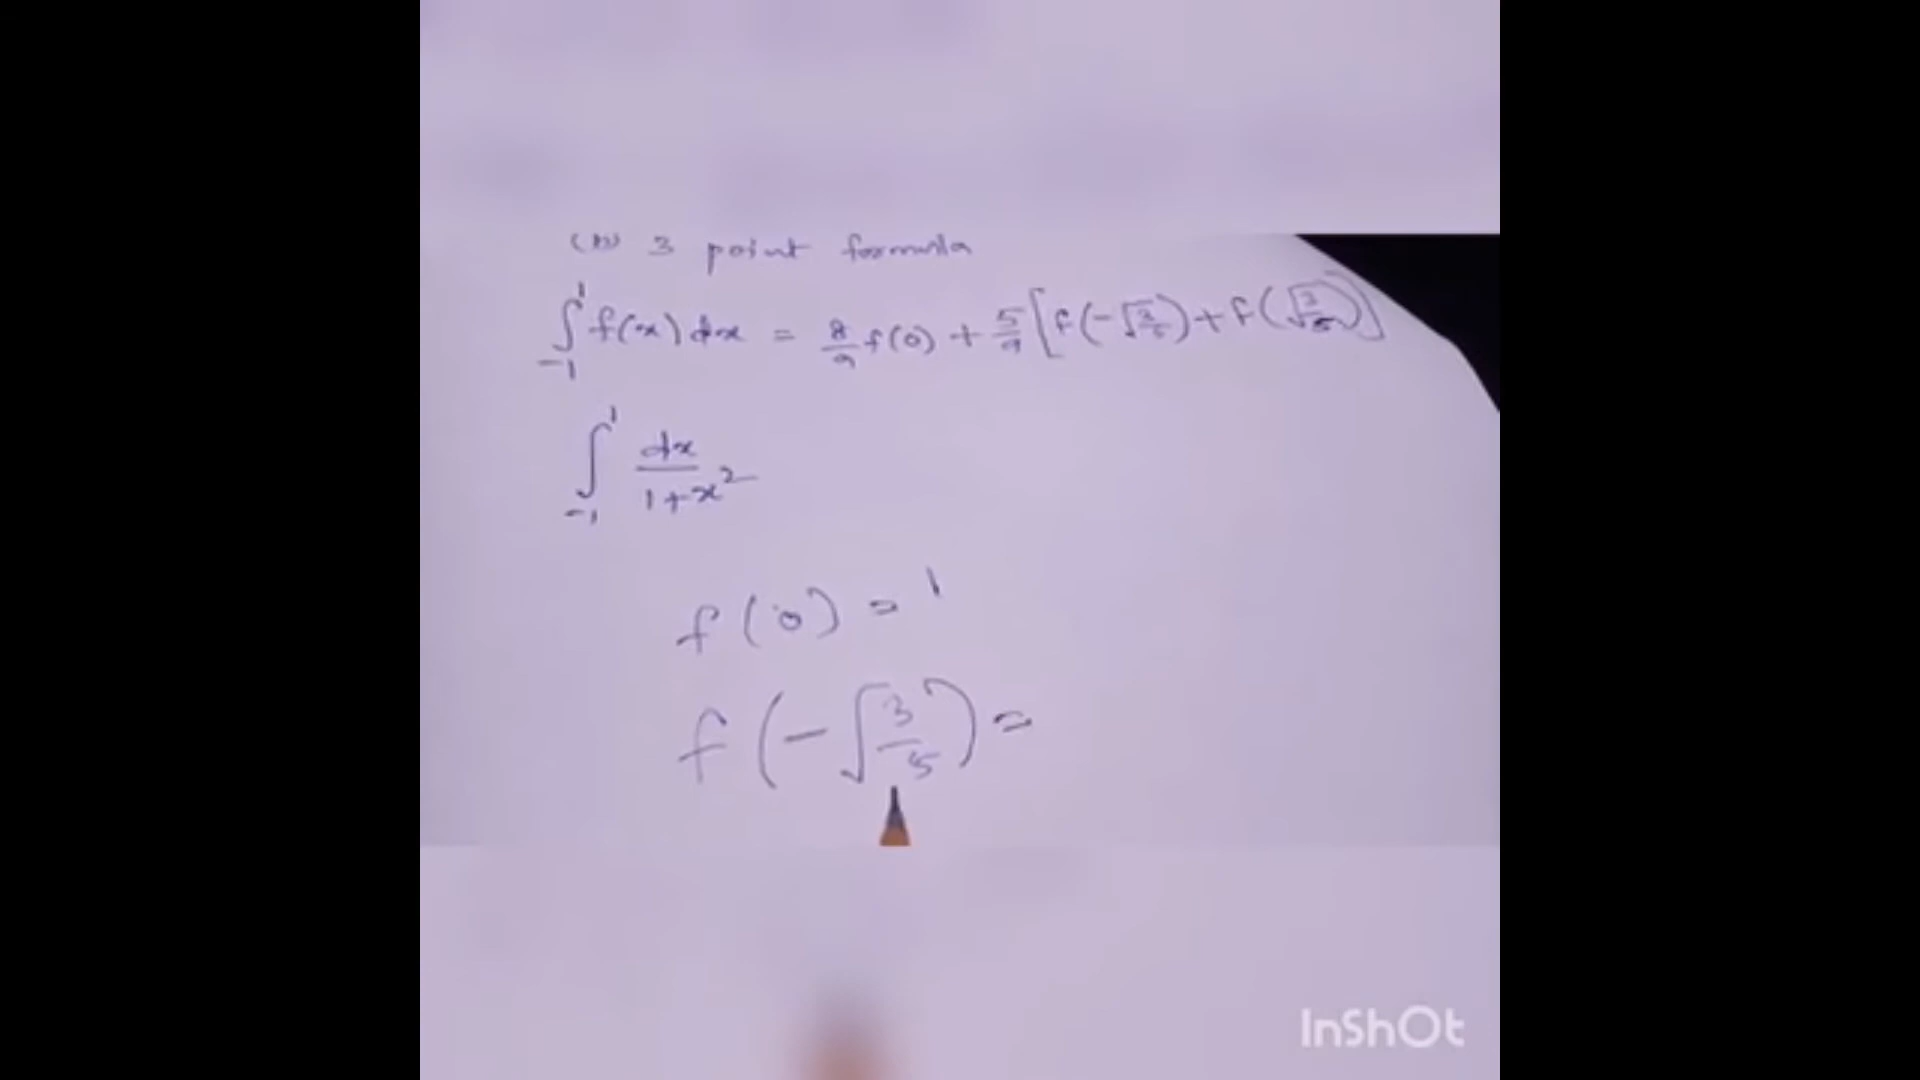 (b) 3 point formula
∫₋₁¹ f(x) dx = 8/9 f(0) + 5/9 [f(-√(3/5)) + f(√(3/5))]
∫₋₁¹ dx/(1+x²)
f(0) = 1
f(-√(3/5)) =
InShOt